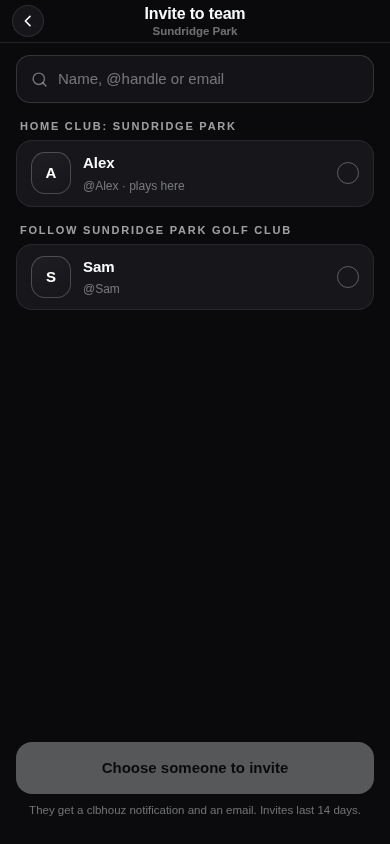 Invite to team
Sundridge Park
Name, @handle or email
HOME CLUB: SUNDRIDGE PARK
A
Alex
@Alex · plays here
FOLLOW SUNDRIDGE PARK GOLF CLUB
S
Sam
@Sam
Choose someone to invite
They get a clbhouz notification and an email. Invites last 14 days.